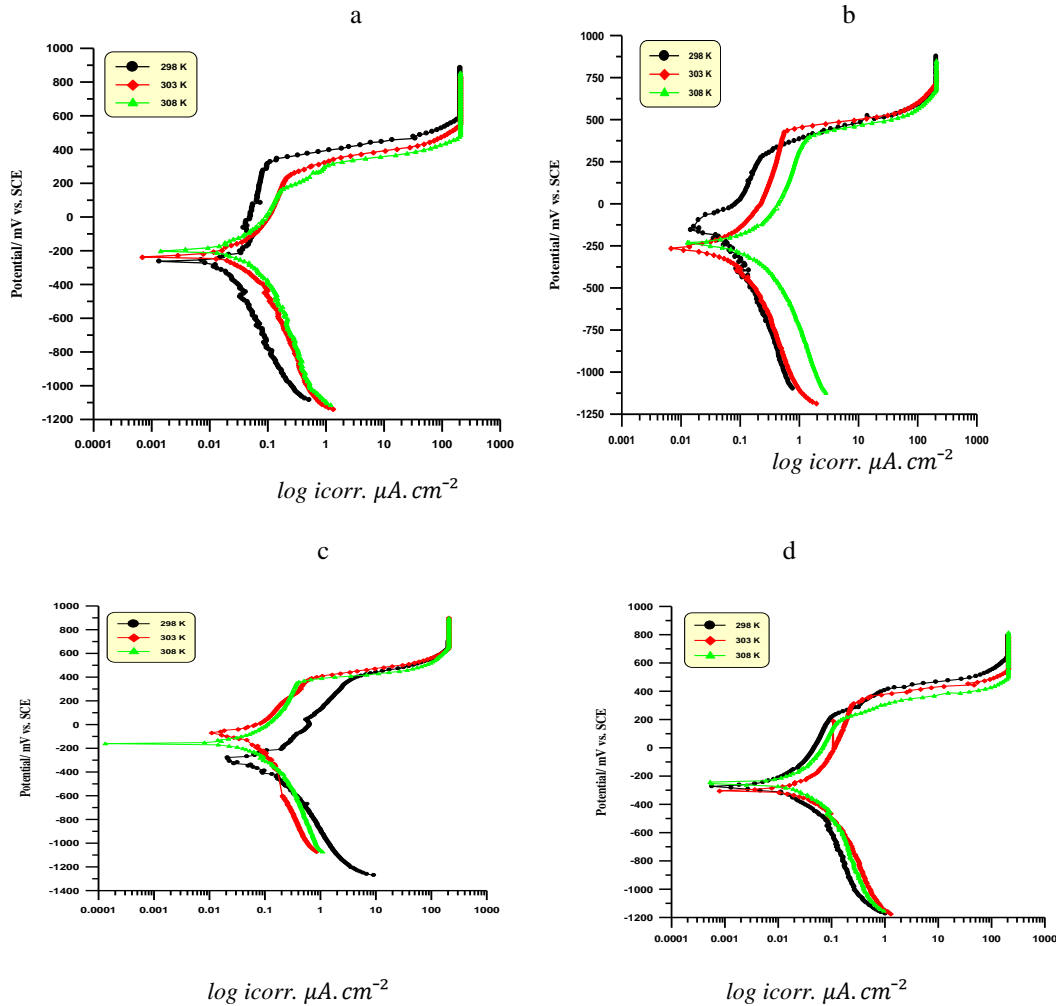 a
1000
800
600
400
200
0
-200
-400
-600
-800
-1000
-1200
Potential/ mV vs. SCE
298 K
303 K
308 K
0.0001 0.001 0.01 0.1 1 10 100 1000
log icorr. μA.cm⁻²
b
1000
750
500
250
0
-250
-500
-750
-1000
-1250
Potential/ mV vs. SCE
298 K
303 K
308 K
0.001 0.01 0.1 1 10 100 1000
log icorr. μA.cm⁻²
c
1000
800
600
400
200
0
-200
-400
-600
-800
-1000
-1200
-1400
Potential/ mV vs. SCE
298 K
303 K
308 K
0.0001 0.001 0.01 0.1 1 10 100 1000
log icorr. μA.cm⁻²
d
1000
800
600
400
200
0
-200
-400
-600
-800
-1000
-1200
Potential/ mV vs. SCE
298 K
303 K
308 K
0.0001 0.001 0.01 0.1 1 10 100 1000
log icorr. μA.cm⁻²